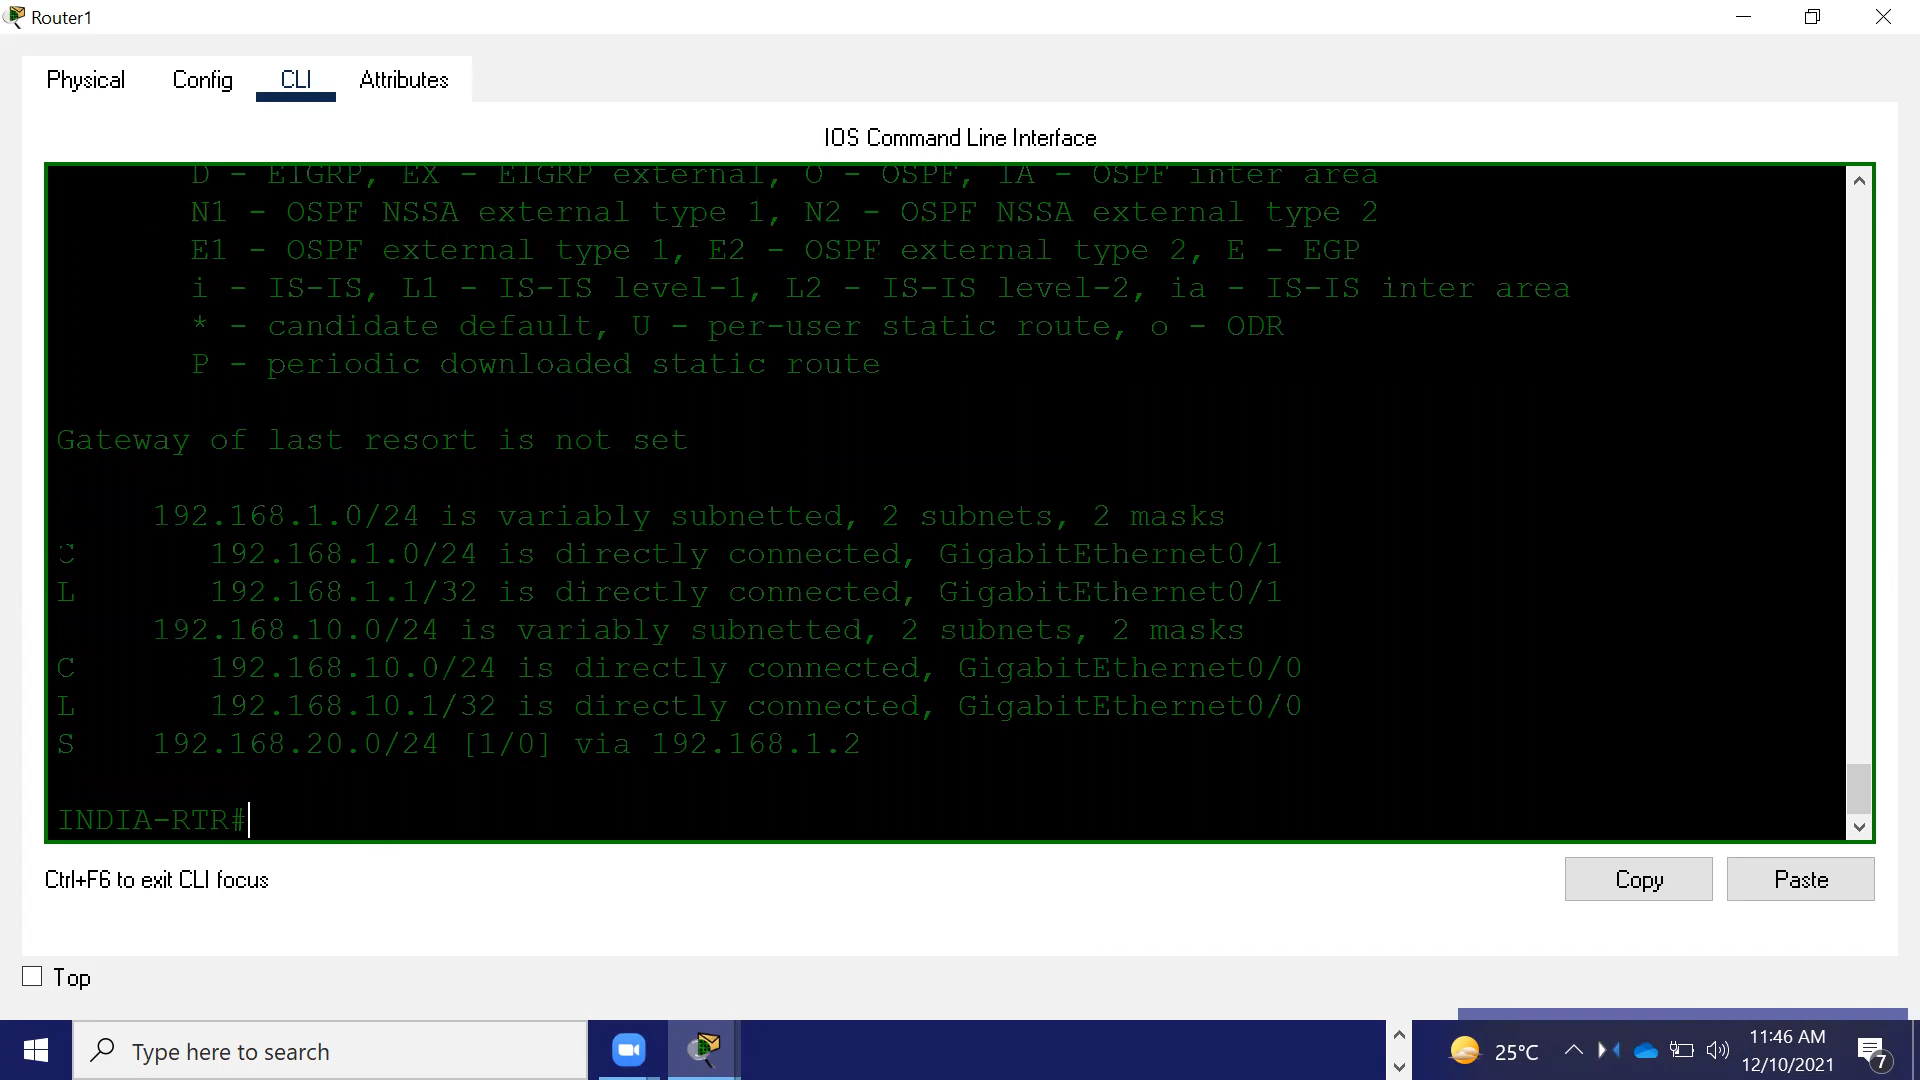 Router1
Physical Config CLI Attributes
IOS Command Line Interface
D - EIGRP, EX - EIGRP external, O - OSPF, IA - OSPF inter area
N1 - OSPF NSSA external type 1, N2 - OSPF NSSA external type 2
E1 - OSPF external type 1, E2 - OSPF external type 2, E - EGP
i - IS-IS, L1 - IS-IS level-1, L2 - IS-IS level-2, ia - IS-IS inter area
* - candidate default, U - per-user static route, o - ODR
P - periodic downloaded static route
Gateway of last resort is not set
192.168.1.0/24 is variably subnetted, 2 subnets, 2 masks
C 192.168.1.0/24 is directly connected, GigabitEthernet0/1
L 192.168.1.1/32 is directly connected, GigabitEthernet0/1
192.168.10.0/24 is variably subnetted, 2 subnets, 2 masks
C 192.168.10.0/24 is directly connected, GigabitEthernet0/0
L 192.168.10.1/32 is directly connected, GigabitEthernet0/0
S 192.168.20.0/24 [1/0] via 192.168.1.2
INDIA-RTR#
Ctrl+F6 to exit CLI focus
Copy Paste
Top
Type here to search
25°C
11:46 AM
12/10/2021
7